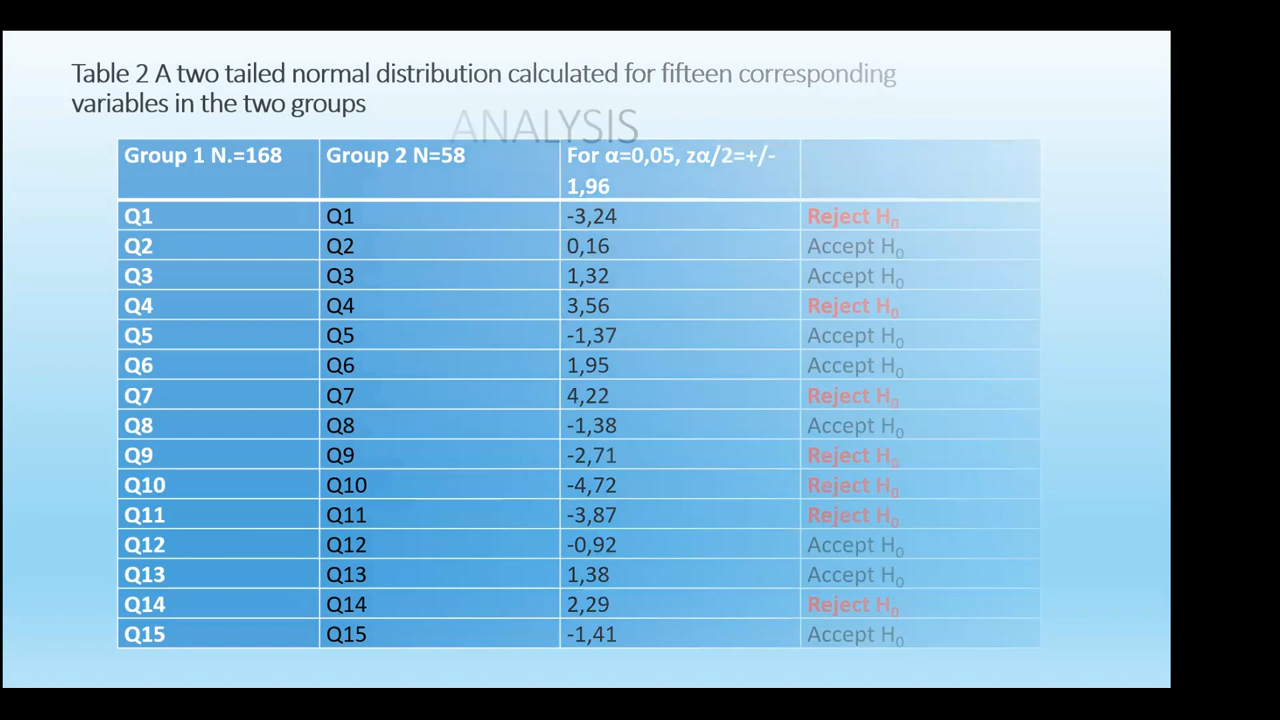 Table 2 A two tailed normal distribution calculated for fifteen corresponding
variables in the two groups
ANALYSIS
Group 1 N.=168 Group 2 N=58 For α=0,05, zα/2=+/-
1,96
Q1 Q1 -3,24 Reject H₀
Q2 Q2 0,16 Accept H₀
Q3 Q3 1,32 Accept H₀
Q4 Q4 3,56 Reject H₀
Q5 Q5 -1,37 Accept H₀
Q6 Q6 1,95 Accept H₀
Q7 Q7 4,22 Reject H₀
Q8 Q8 -1,38 Accept H₀
Q9 Q9 -2,71 Reject H₀
Q10 Q10 -4,72 Reject H₀
Q11 Q11 -3,87 Reject H₀
Q12 Q12 -0,92 Accept H₀
Q13 Q13 1,38 Accept H₀
Q14 Q14 2,29 Reject H₀
Q15 Q15 -1,41 Accept H₀